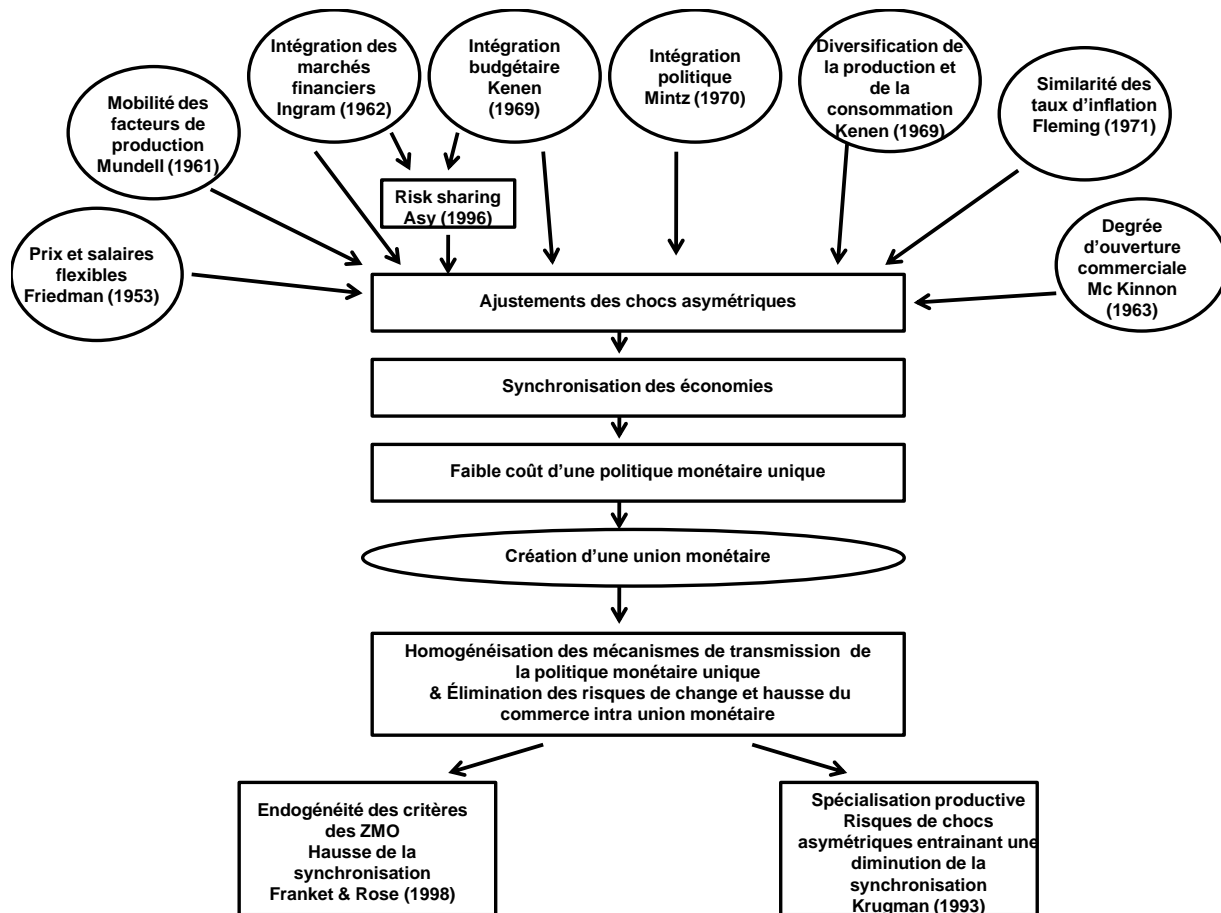 Mobilité des
facteurs de
production
Mundell (1961)
Intégration des
marchés
financiers
Ingram (1962)
Intégration
budgétaire
Kenen
(1969)
Intégration
politique
Mintz (1970)
Diversification de
la production et
de la
consommation
Kenen (1969)
Similarité des
taux d'inflation
Fleming (1971)
Risk sharing
Asy (1996)
Prix et salaires
flexibles
Friedman (1953)
Degrée
d'ouverture
commerciale
Mc Kinnon
(1963)
Ajustements des chocs asymétriques
Synchronisation des économies
Faible coût d'une politique monétaire unique
Création d'une union monétaire
Homogénéisation des mécanismes de transmission de
la politique monétaire unique
& Élimination des risques de change et hausse du
commerce intra union monétaire
Endogénéité des critères
des ZMO
Hausse de la
synchronisation
Franket & Rose (1998)
Spécialisation productive
Risques de chocs
asymétriques entrainant une
diminution de la
synchronisation
Krugman (1993)